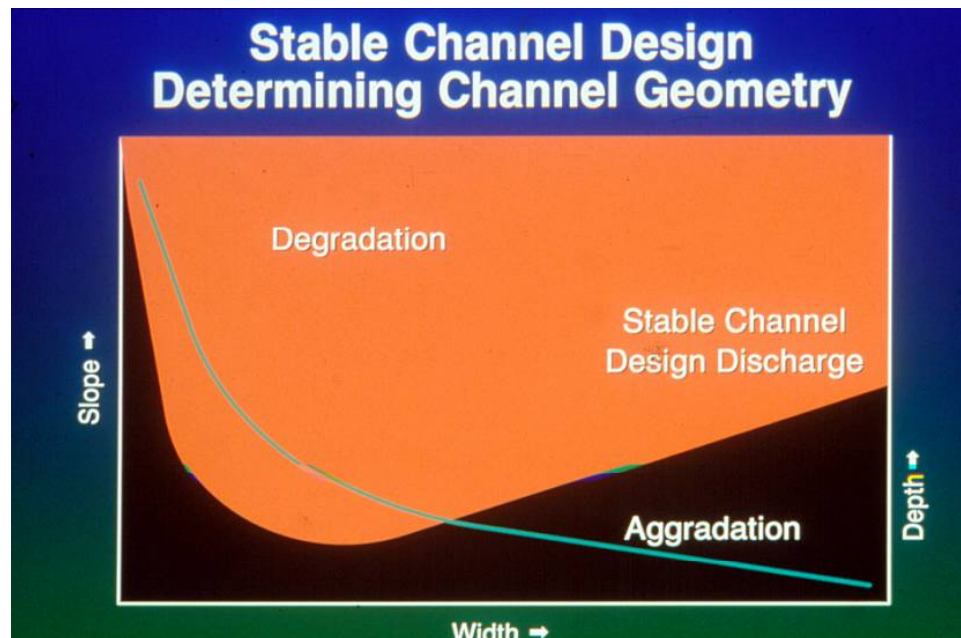 Stable Channel Design
Determining Channel Geometry
Degradation
Stable Channel
Design Discharge
Slope →
Depth →
Aggradation
Width →